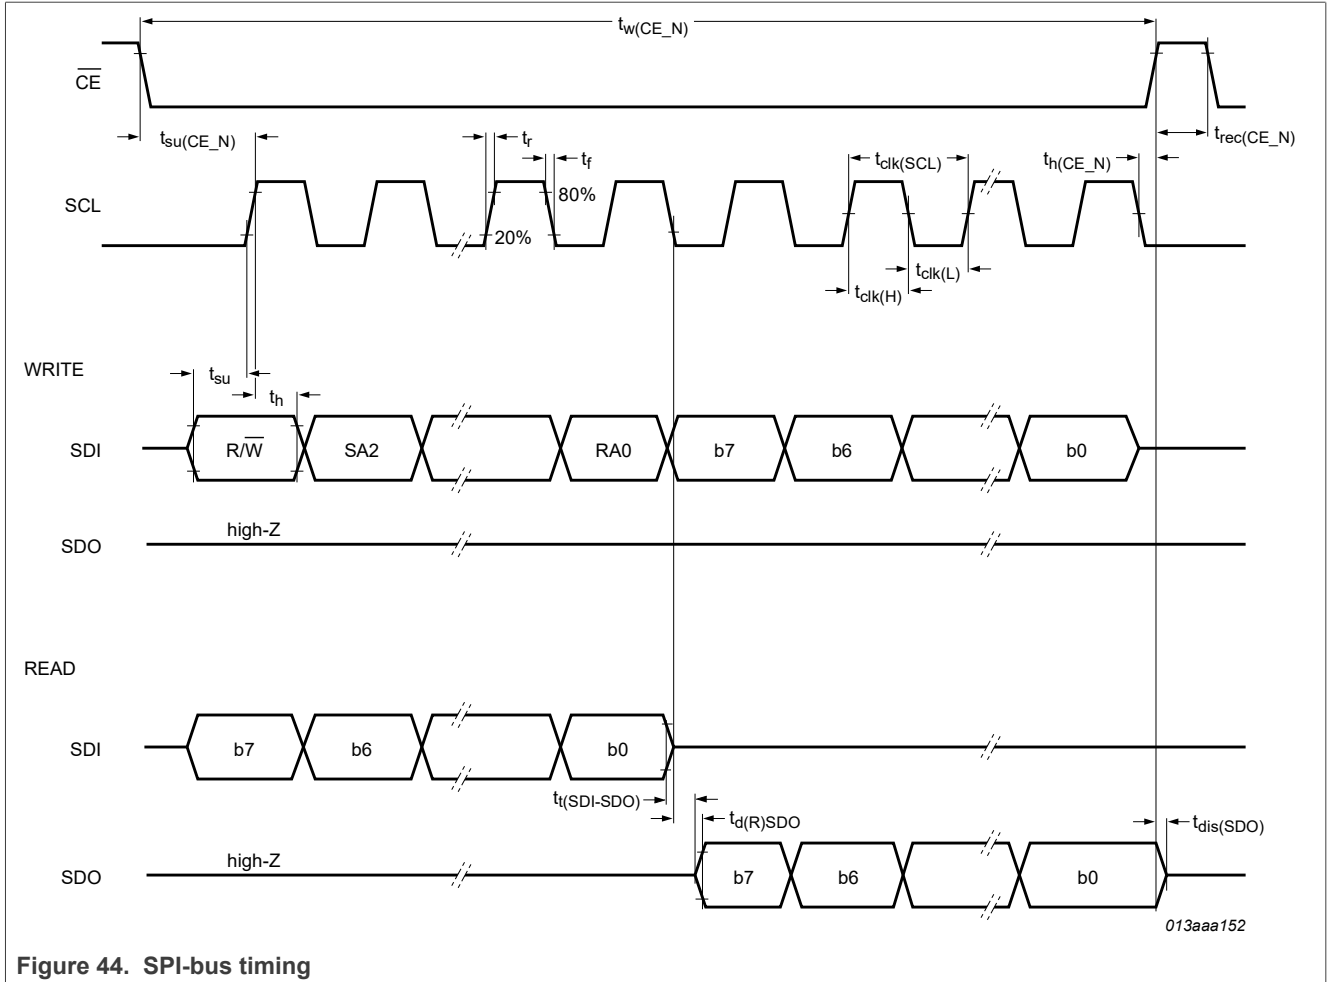 tw(CE_N)
CE
tsu(CE_N)
tr
tf
tclk(SCL)
th(CE_N)
trec(CE_N)
SCL
80%
20%
tclk(L)
tclk(H)
WRITE
tsu
th
SDI
R/W
SA2
RA0
b7
b6
b0
SDO
high-Z
READ
SDI
b7
b6
b0
tt(SDI-SDO)
td(R)SDO
tdis(SDO)
SDO
high-Z
b7
b6
b0
013aaa152
Figure 44. SPI-bus timing